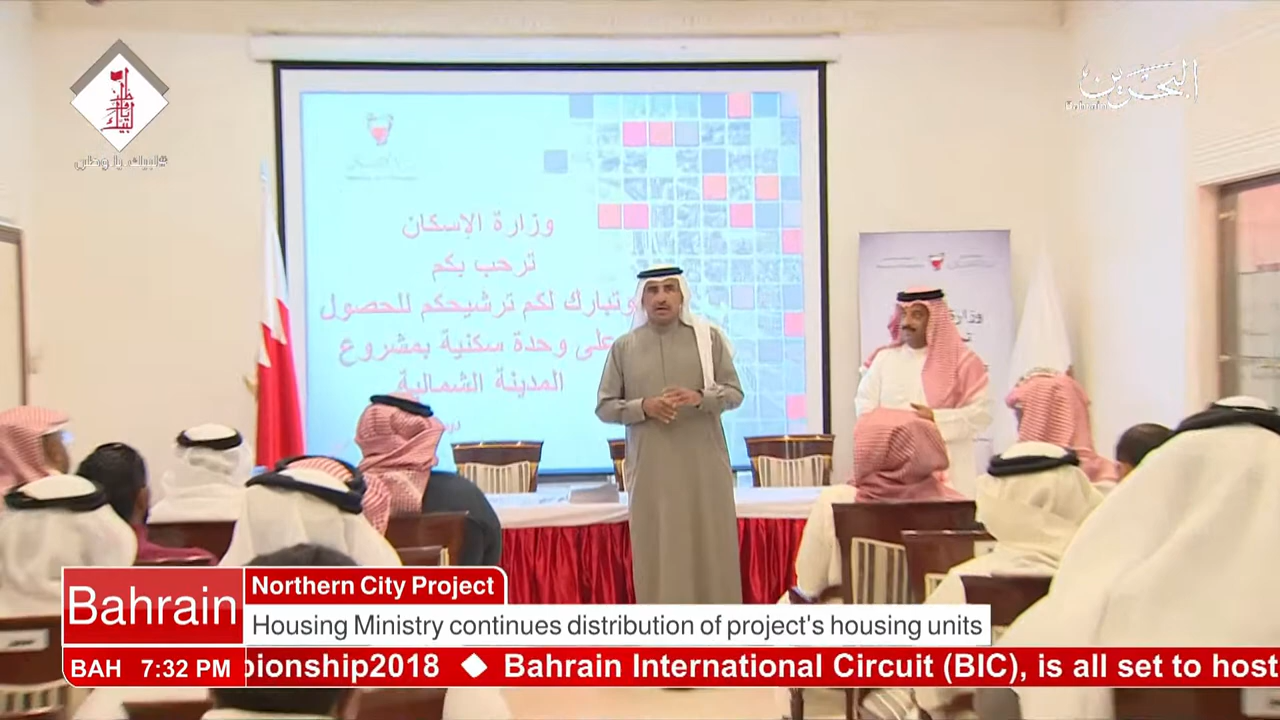 #لبيك_يا_وطني
البحرين
Bahrain
وزارة الإسكان
ترحب بكم
وتبارك لكم ترشيحكم للحصول
على وحدة سكنية بمشروع
المدينة الشمالية
Bahrain
Northern City Project
Housing Ministry continues distribution of project's housing units
BAH 7:32 PM
pionship2018 ◆ Bahrain International Circuit (BIC), is all set to host